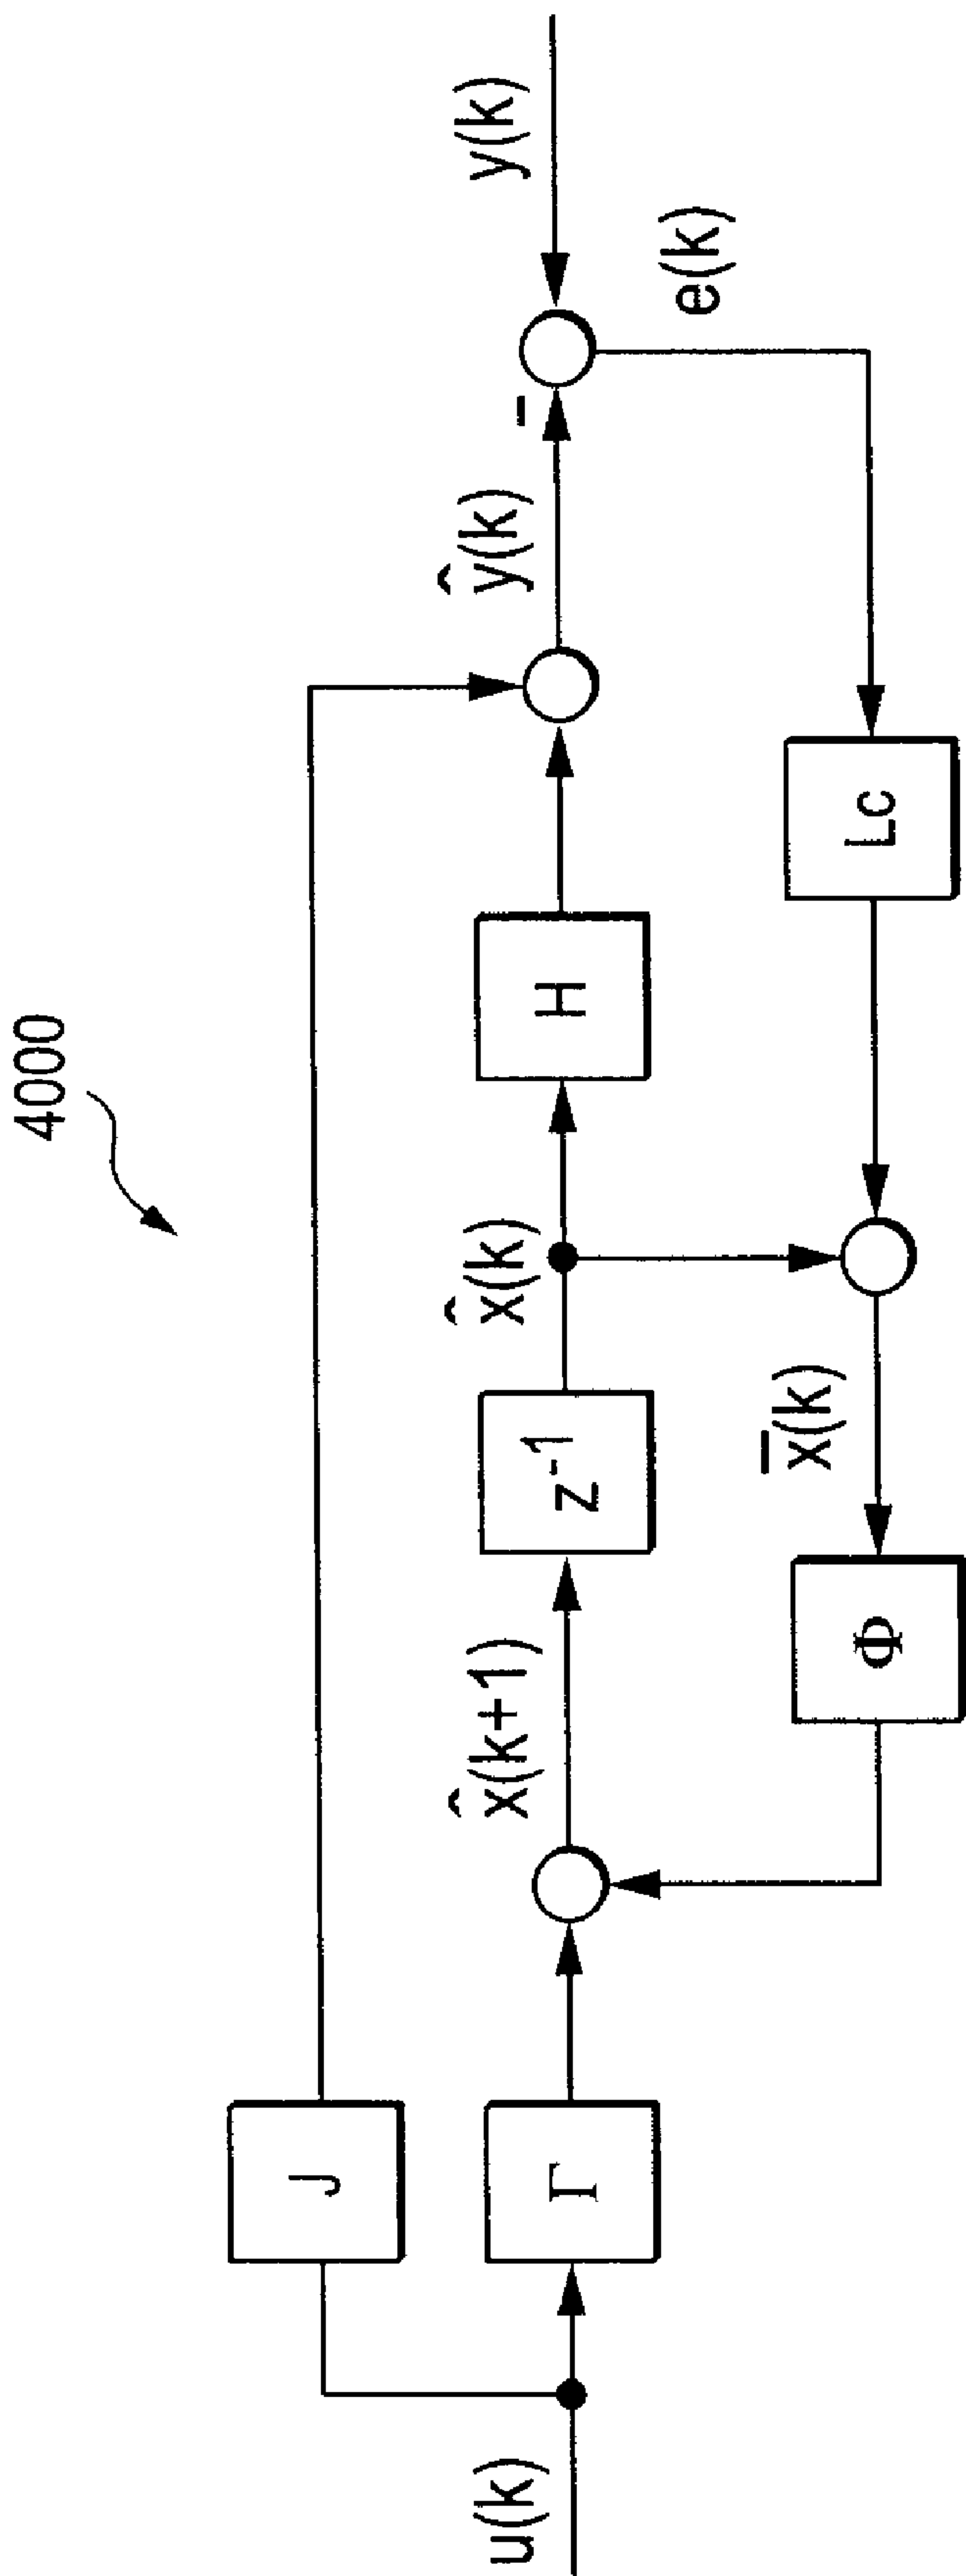 4000
J
u(k)
Γ
x̂(k+1)
z⁻¹
x̂(k)
H
ŷ(k)
-
y(k)
e(k)
Φ
x̄(k)
Lc